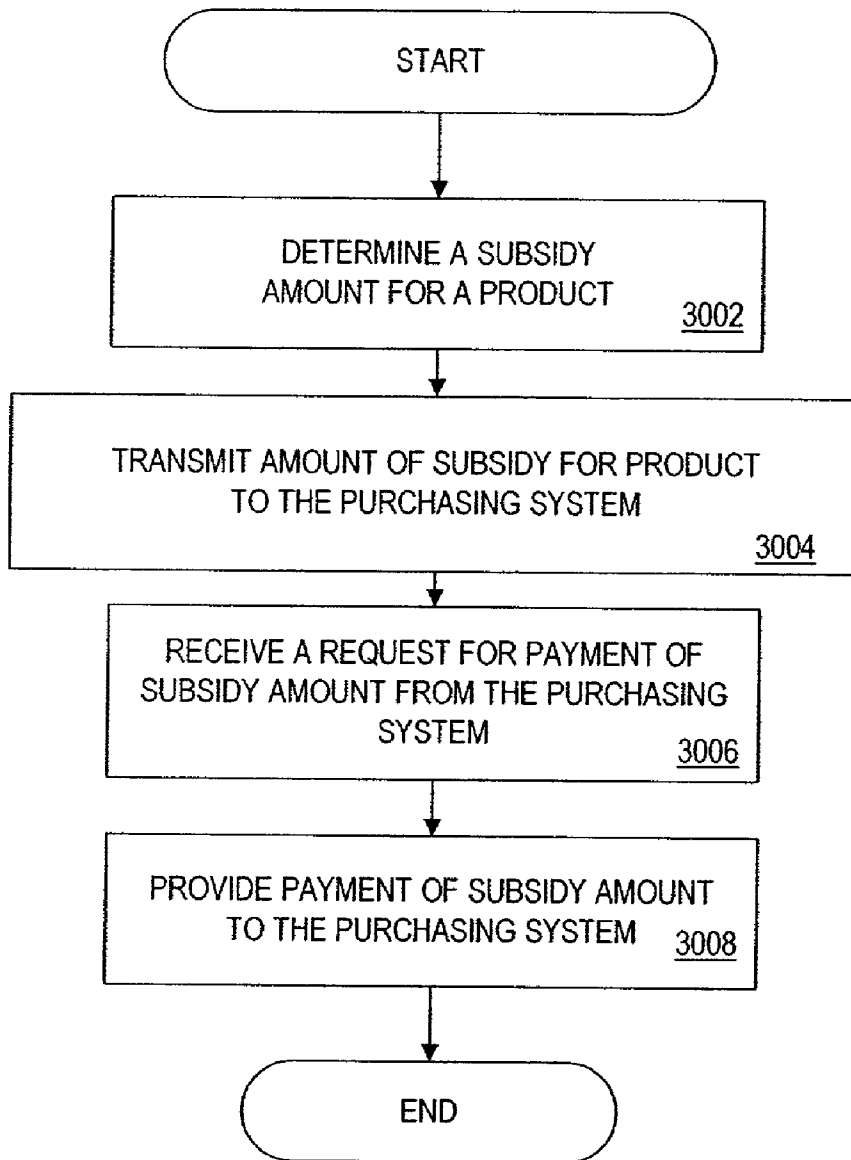 START
DETERMINE A SUBSIDY
AMOUNT FOR A PRODUCT
3002
TRANSMIT AMOUNT OF SUBSIDY FOR PRODUCT
TO THE PURCHASING SYSTEM
3004
RECEIVE A REQUEST FOR PAYMENT OF
SUBSIDY AMOUNT FROM THE PURCHASING
SYSTEM
3006
PROVIDE PAYMENT OF SUBSIDY AMOUNT
TO THE PURCHASING SYSTEM
3008
END